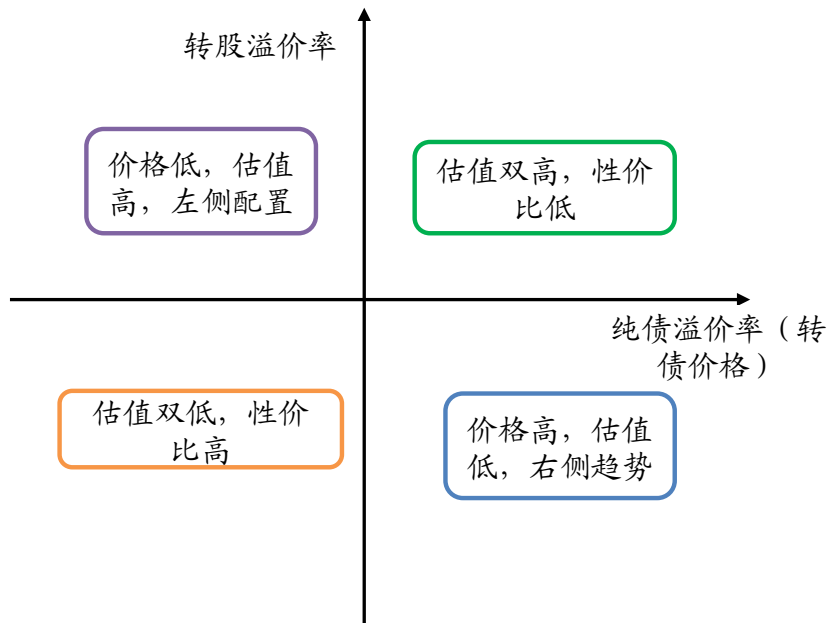 转股溢价率
价格低，估值
高，左侧配置
估值双高，性价
比低
纯债溢价率（转
债价格）
估值双低，性价
比高
价格高，估值
低，右侧趋势